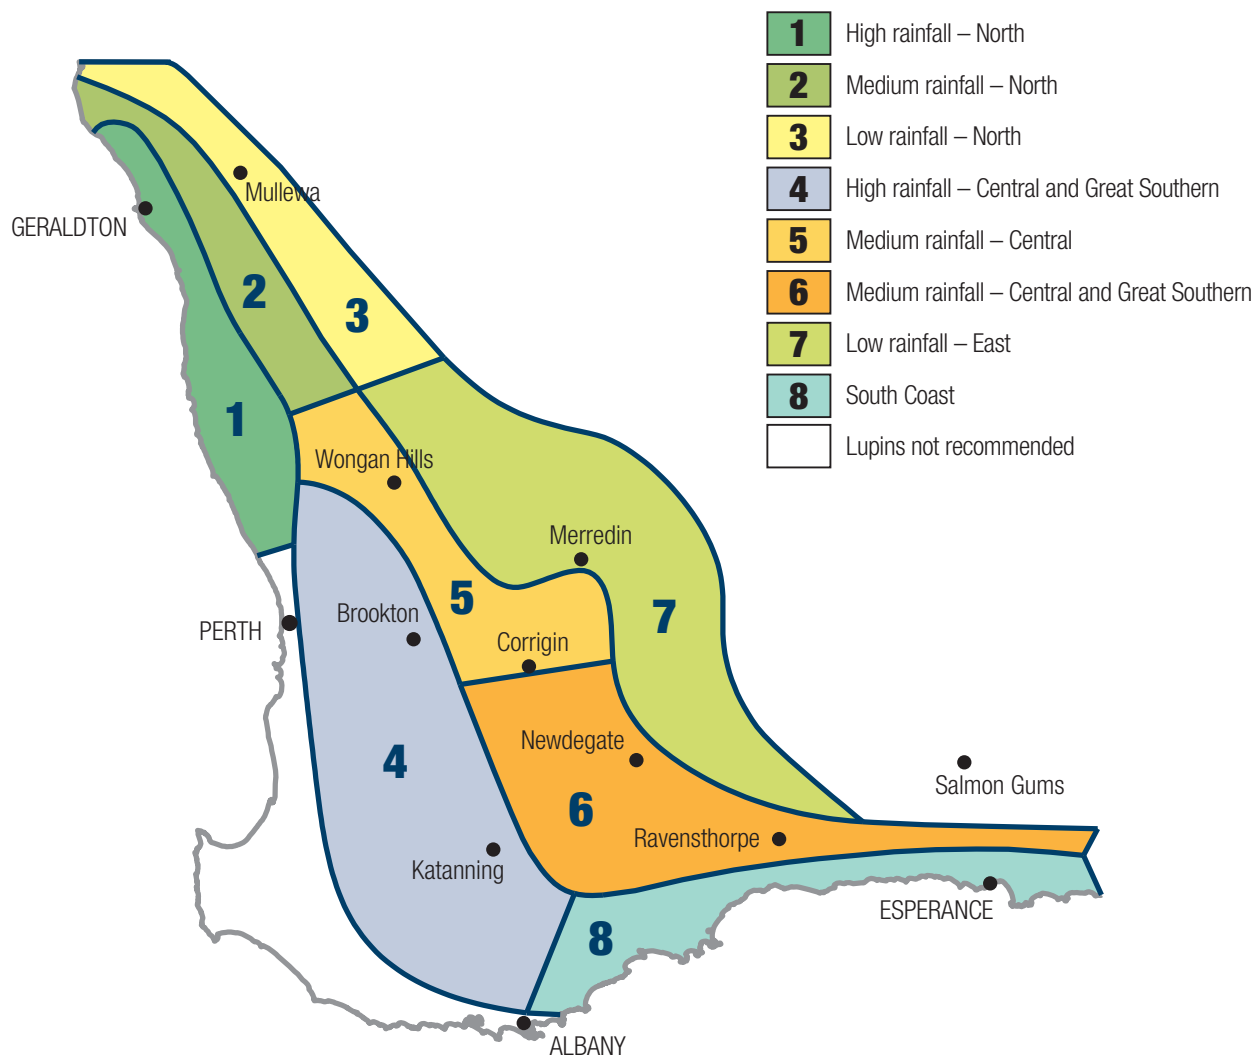 1 High rainfall – North
2 Medium rainfall – North
3 Low rainfall – North
4 High rainfall – Central and Great Southern
5 Medium rainfall – Central
6 Medium rainfall – Central and Great Southern
7 Low rainfall – East
8 South Coast
Lupins not recommended
Mullewa
GERALDTON
2
3
1
Wongan Hills
Merredin
5
7
Brookton
PERTH
Corrigin
Newdegate
4
Salmon Gums
6
Ravensthorpe
Katanning
ESPERANCE
8
ALBANY